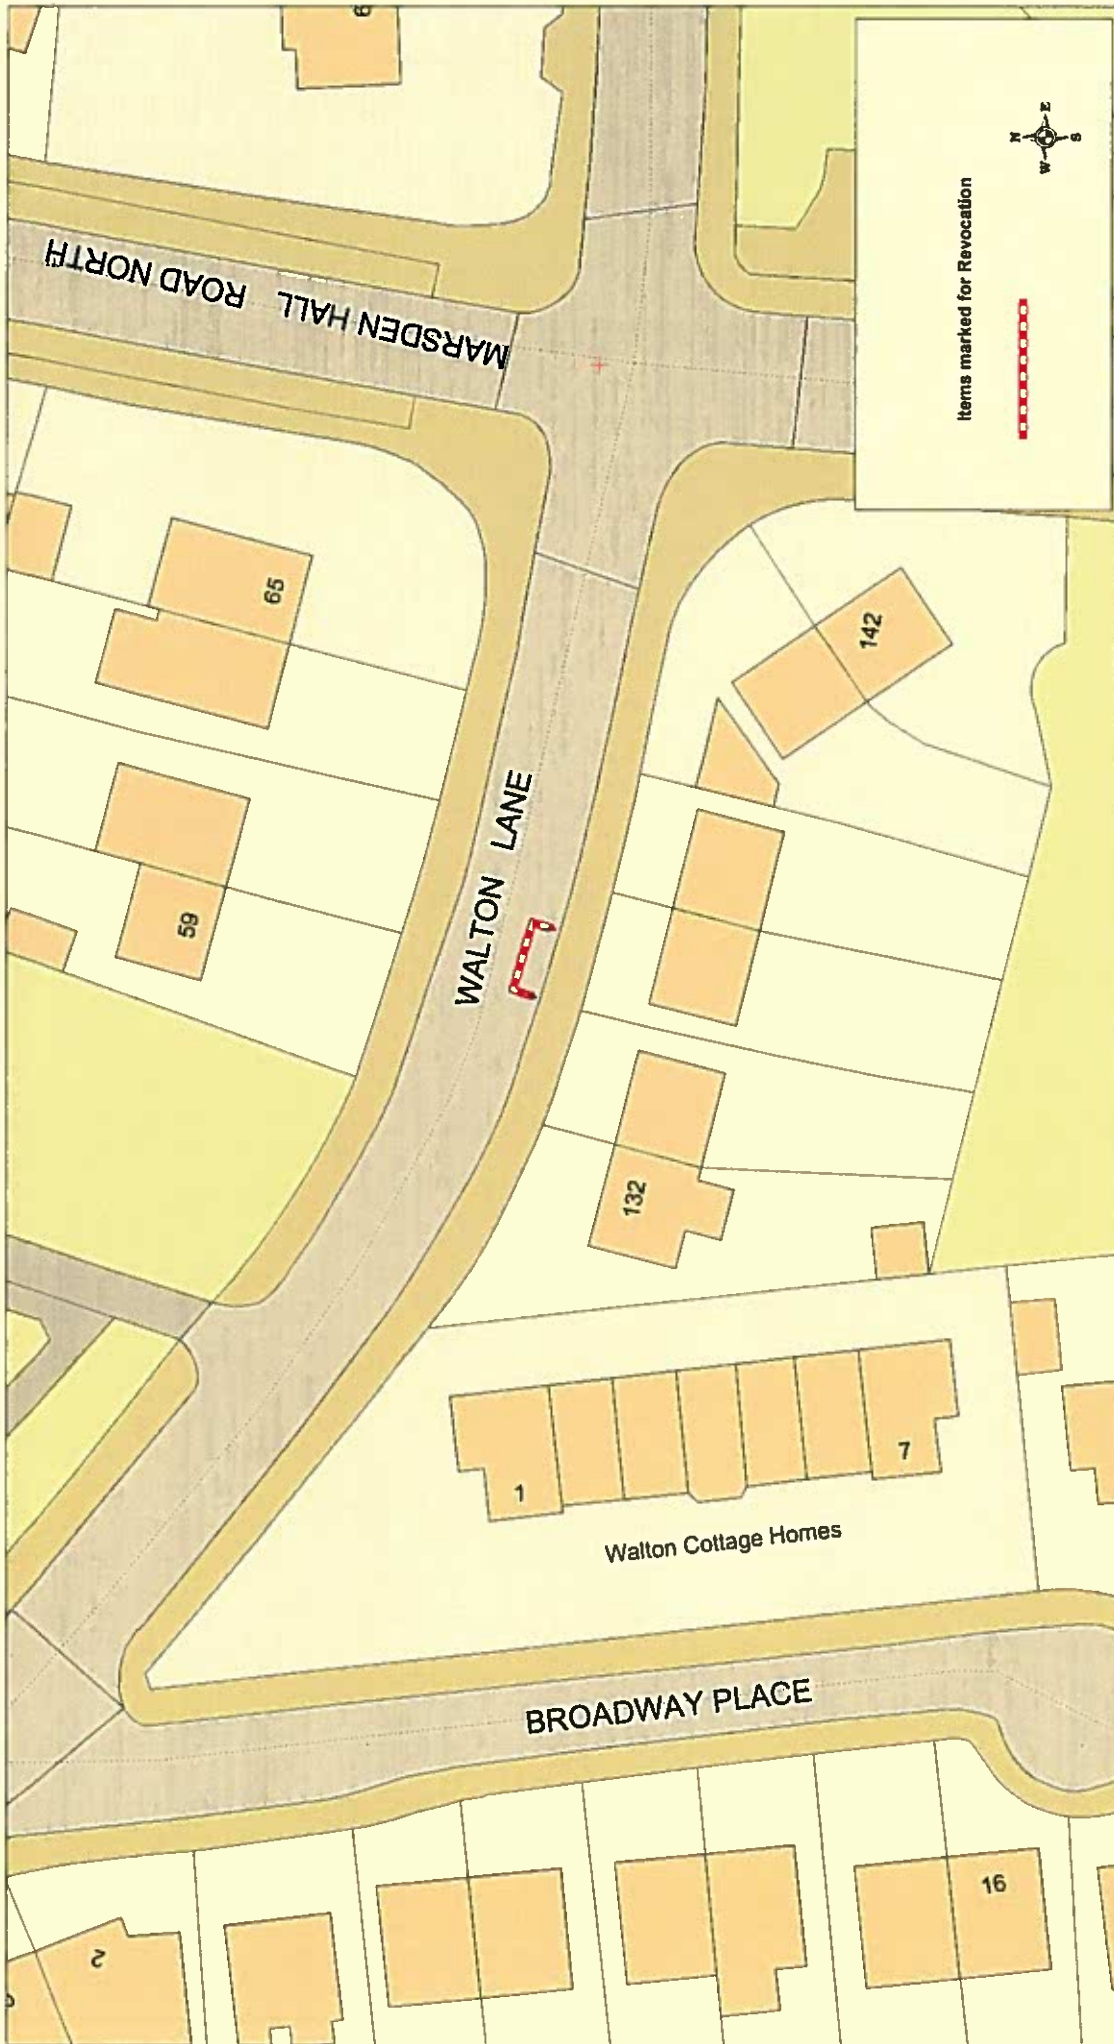 MARSDEN HALL ROAD NORTH
65
59
WALTON LANE
142
132
1
7
Walton Cottage Homes
BROADWAY PLACE
2
16
Items marked for Revocation
N
W
E
S